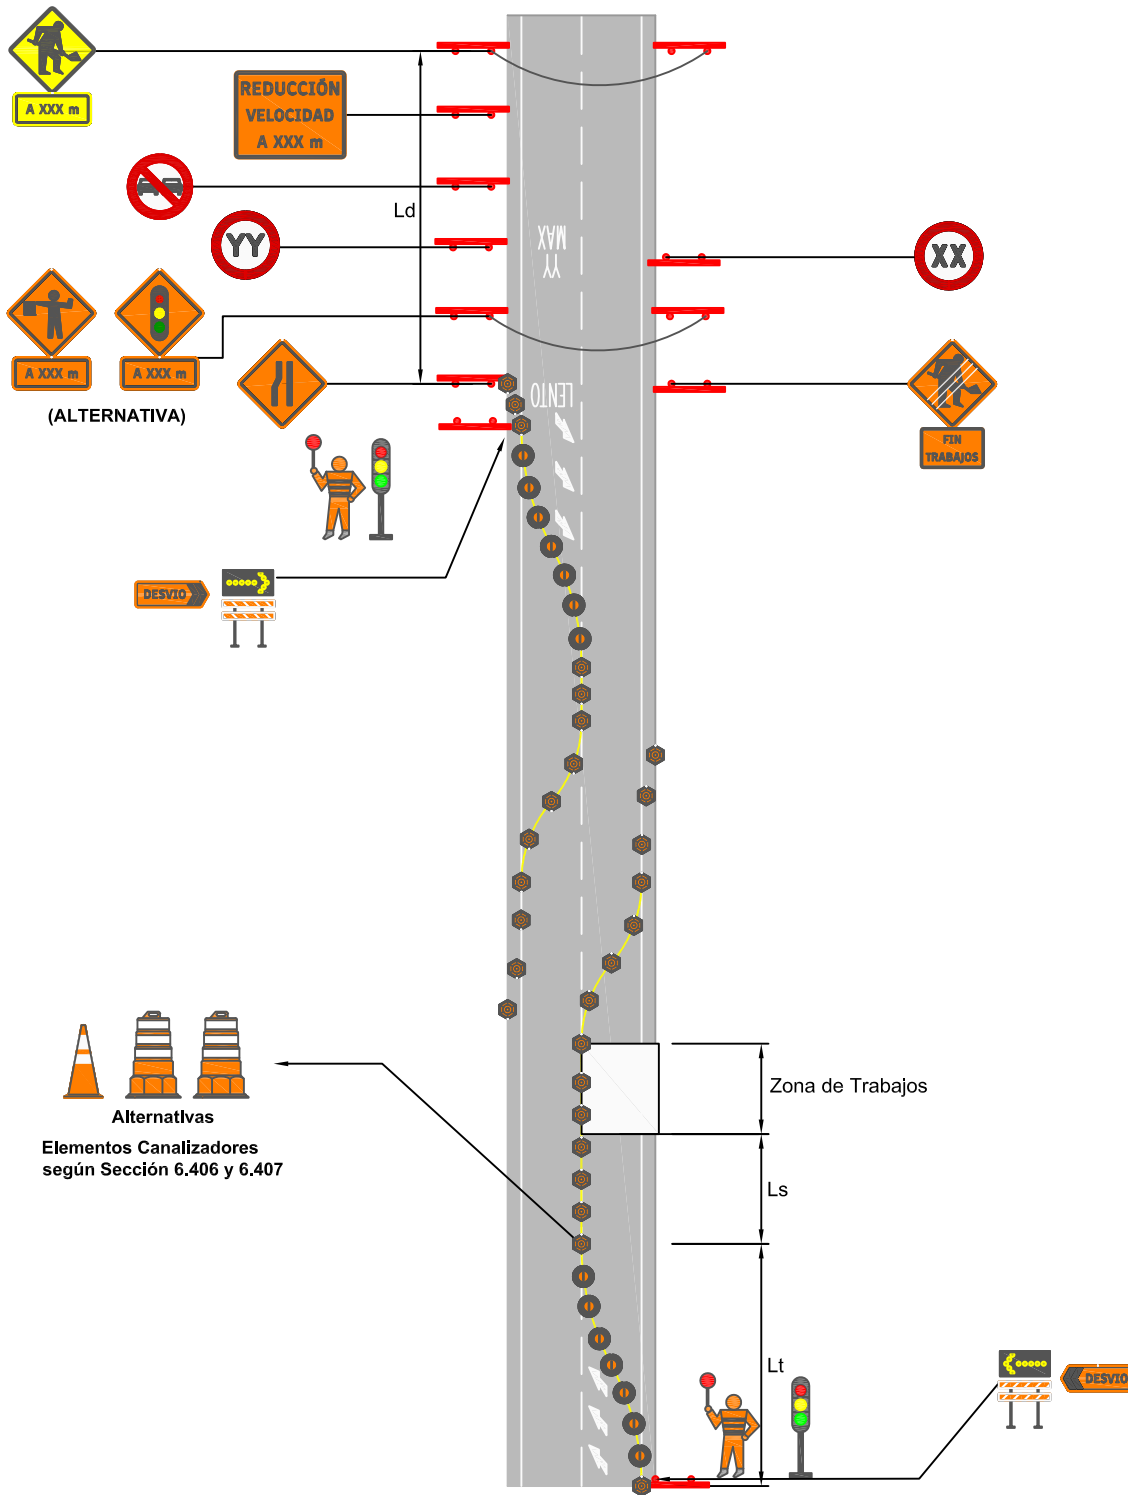 A XXX m
REDUCCIÓN
VELOCIDAD
A XXX m
Ld
YY
YY
MAX
XX
A XXX m
A XXX m
(ALTERNATIVA)
LENTO
FIN
TRABAJOS
DESVIO
Zona de Trabajos
Alternativas
Elementos Canalizadores
según Sección 6.406 y 6.407
Ls
Lt
DESVIO